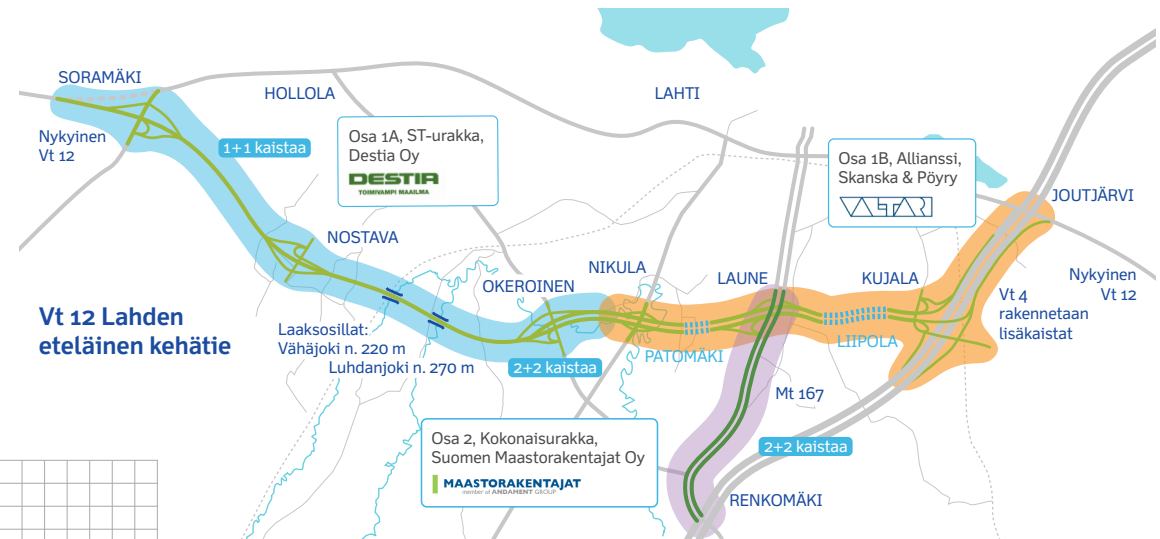 SORAMÄKI
HOLLOLA
LAHTI
Nykyinen
Vt 12
1+1 kaistaa
Osa 1A, ST-urakka,
Destia Oy
DESTIA
TOIMIVAMPI MAAILMA
Osa 1B, Allianssi,
Skanska & Pöyry
VALTARI
JOUTJÄRVI
NOSTAVA
NIKULA
LAUNE
KUJALA
OKEROINEN
Nykyinen
Vt 12
Vt 4
rakennetaan
lisäkaistat
Vt 12 Lahden
eteläinen kehätie
Laaksosillat:
Vähäjoki n. 220 m
Luhdanjoki n. 270 m
2+2 kaistaa
PATOMÄKI
LIIPOLA
Mt 167
Osa 2, Kokonaisurakka,
Suomen Maastorakentajat Oy
MAASTORAKENTAJAT
member of ANDAMENT GROUP
2+2 kaistaa
RENKOMÄKI